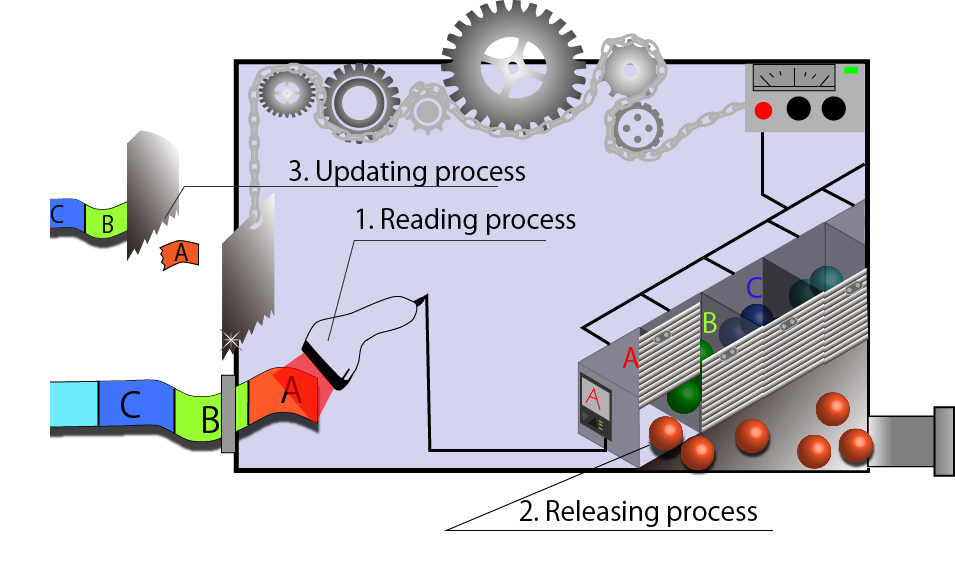 3. Updating process
1. Reading process
C
B
A
C
B
A
C
B
A
A
2. Releasing process